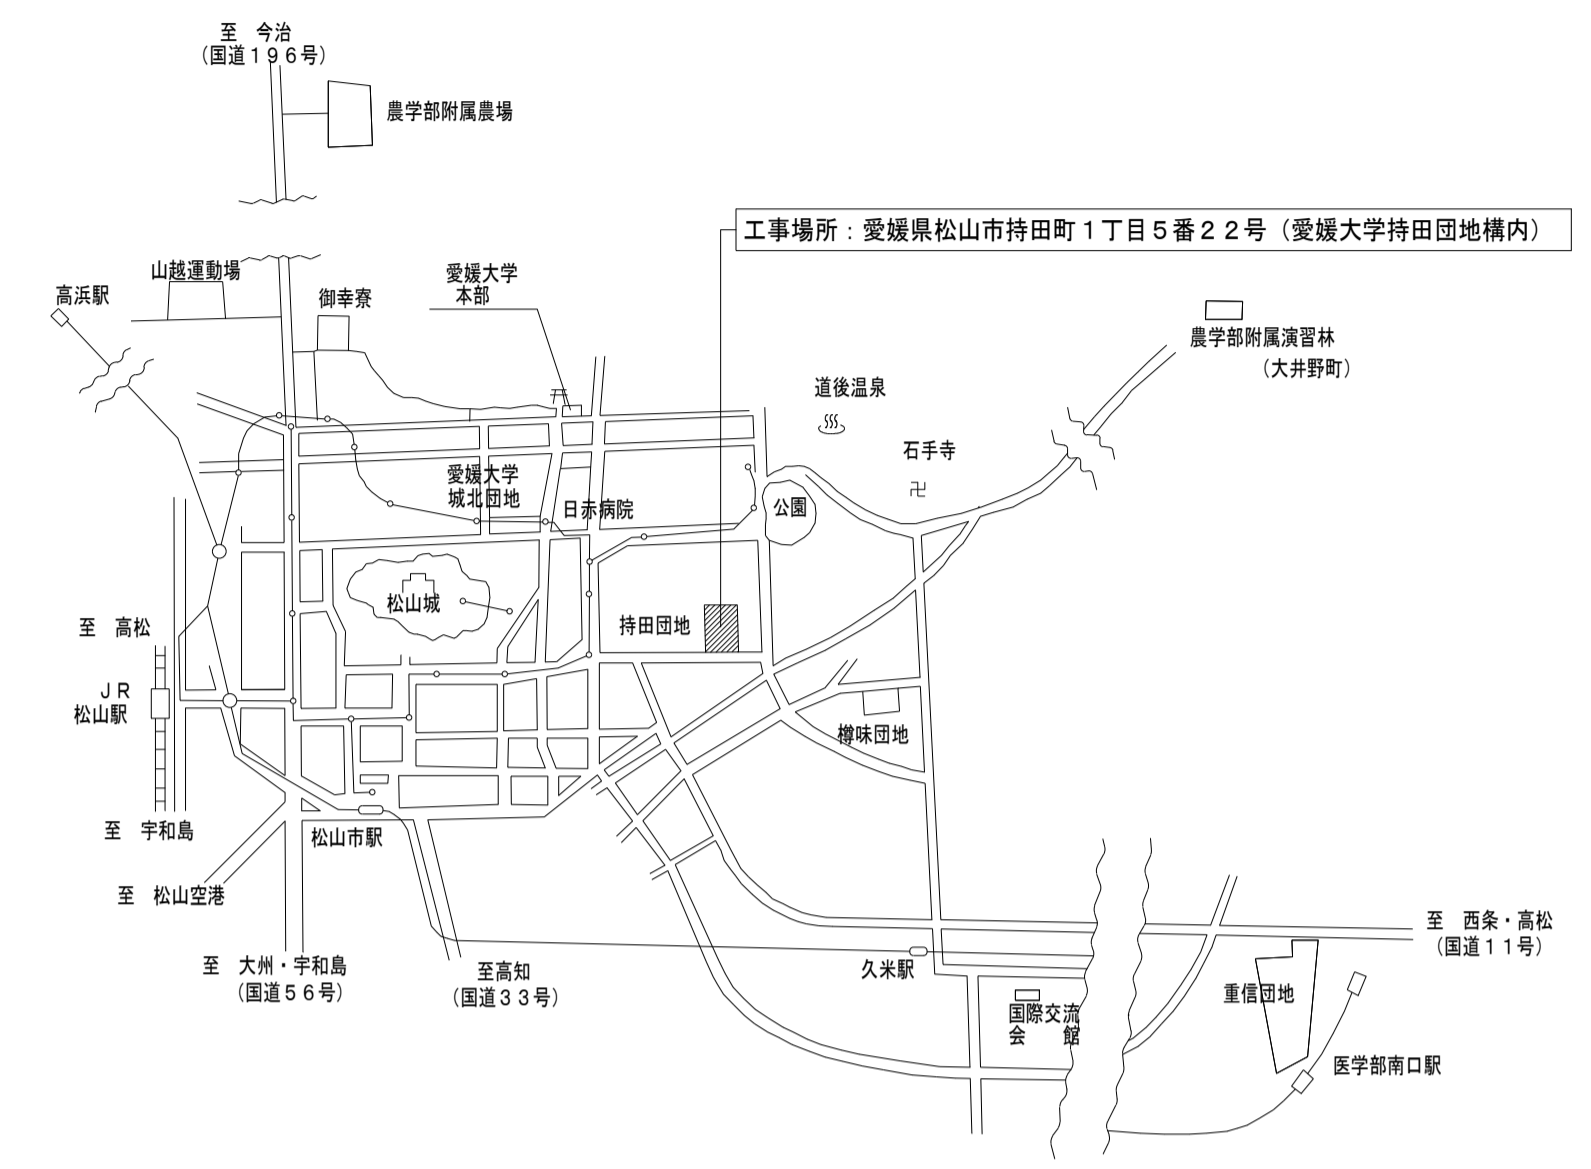 至　今治
（国道１９６号）
農学部附属農場
工事場所：愛媛県松山市持田町１丁目５番２２号（愛媛大学持田団地構内）
山越運動場
愛媛大学
本部
高浜駅
御幸寮
農学部附属演習林
（大井野町）
道後温泉
石手寺
卍
愛媛大学
城北団地
日赤病院
公園
松山城
持田団地
至　高松
ＪＲ
松山駅
樽味団地
至　宇和島
松山市駅
至　松山空港
至　西条・高松
（国道１１号）
至　大州・宇和島
（国道５６号）
至高知
（国道３３号）
久米駅
重信団地
国際交流
会　　館
医学部南口駅